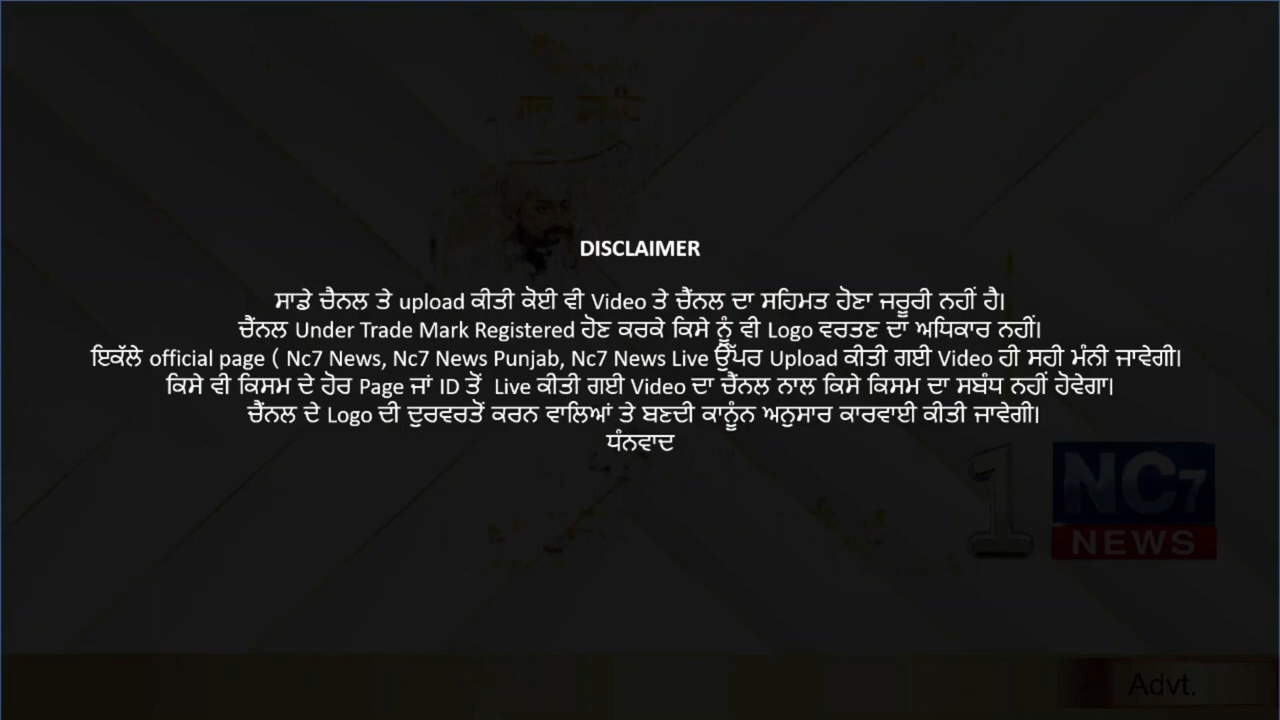 DISCLAIMER
ਸਾਡੇ ਚੈਨਲ ਤੇ upload ਕੀਤੀ ਕੋਈ ਵੀ Video ਤੇ ਚੈਂਨਲ ਦਾ ਸਹਿਮਤ ਹੋਣਾ ਜਰੂਰੀ ਨਹੀਂ ਹੈ।
ਚੈਂਨਲ Under Trade Mark Registered ਹੋਣ ਕਰਕੇ ਕਿਸੇ ਨੂੰ ਵੀ Logo ਵਰਤਣ ਦਾ ਅਧਿਕਾਰ ਨਹੀਂ।
ਇਕੱਲੇ official page ( Nc7 News, Nc7 News Punjab, Nc7 News Live ਉੱਪਰ Upload ਕੀਤੀ ਗਈ Video ਹੀ ਸਹੀ ਮੰਨੀ ਜਾਵੇਗੀ।
ਕਿਸੇ ਵੀ ਕਿਸਮ ਦੇ ਹੋਰ Page ਜਾਂ ID ਤੋਂ Live ਕੀਤੀ ਗਈ Video ਦਾ ਚੈਂਨਲ ਨਾਲ ਕਿਸੇ ਕਿਸਮ ਦਾ ਸਬੰਧ ਨਹੀਂ ਹੋਵੇਗਾ।
ਚੈਂਨਲ ਦੇ Logo ਦੀ ਦੁਰਵਰਤੋਂ ਕਰਨ ਵਾਲਿਆਂ ਤੇ ਬਣਦੀ ਕਾਨੂੰਨ ਅਨੁਸਾਰ ਕਾਰਵਾਈ ਕੀਤੀ ਜਾਵੇਗੀ।
ਧੰਨਵਾਦ
1 NC7
NEWS
Advt.